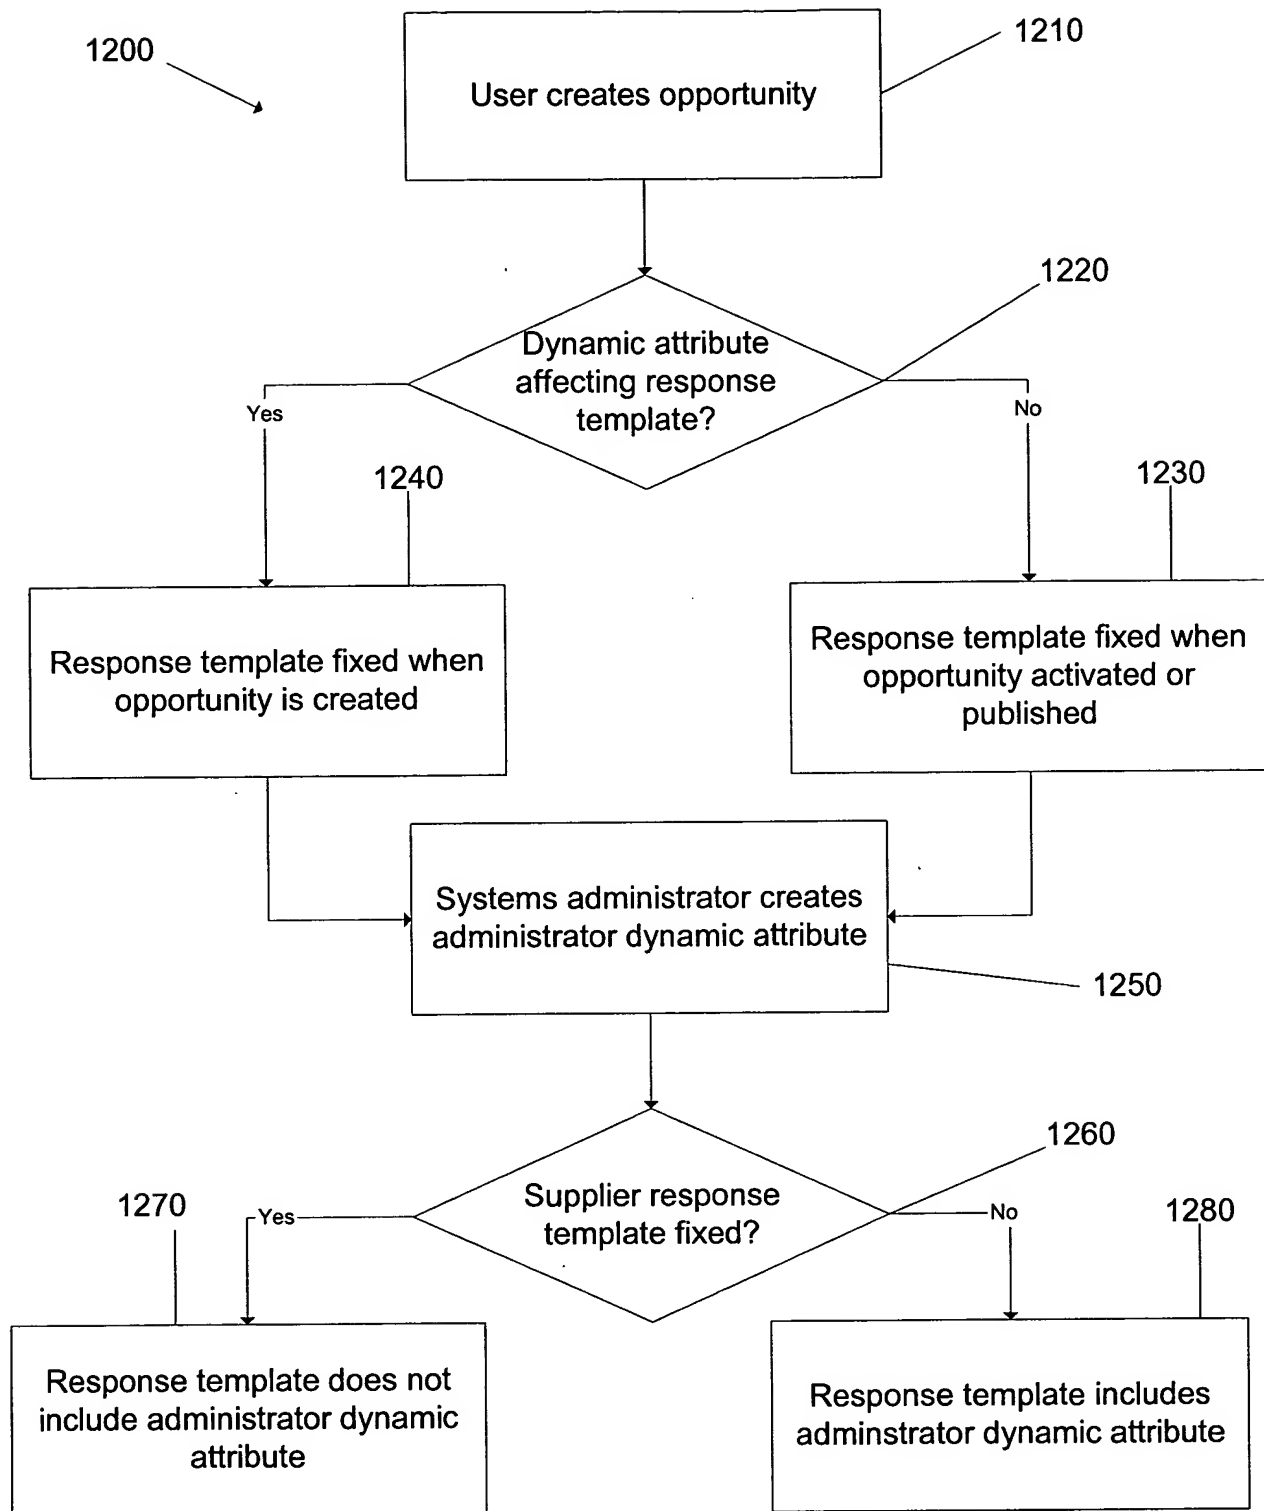 1200
1210
User creates opportunity
1220
Dynamic attribute
affecting response
template?
Yes
No
1240
1230
Response template fixed when
opportunity is created
Response template fixed when
opportunity activated or
published
Systems administrator creates
administrator dynamic attribute
1250
1260
Supplier response
template fixed?
Yes
No
1270
1280
Response template does not
include administrator dynamic
attribute
Response template includes
adminstrator dynamic attribute